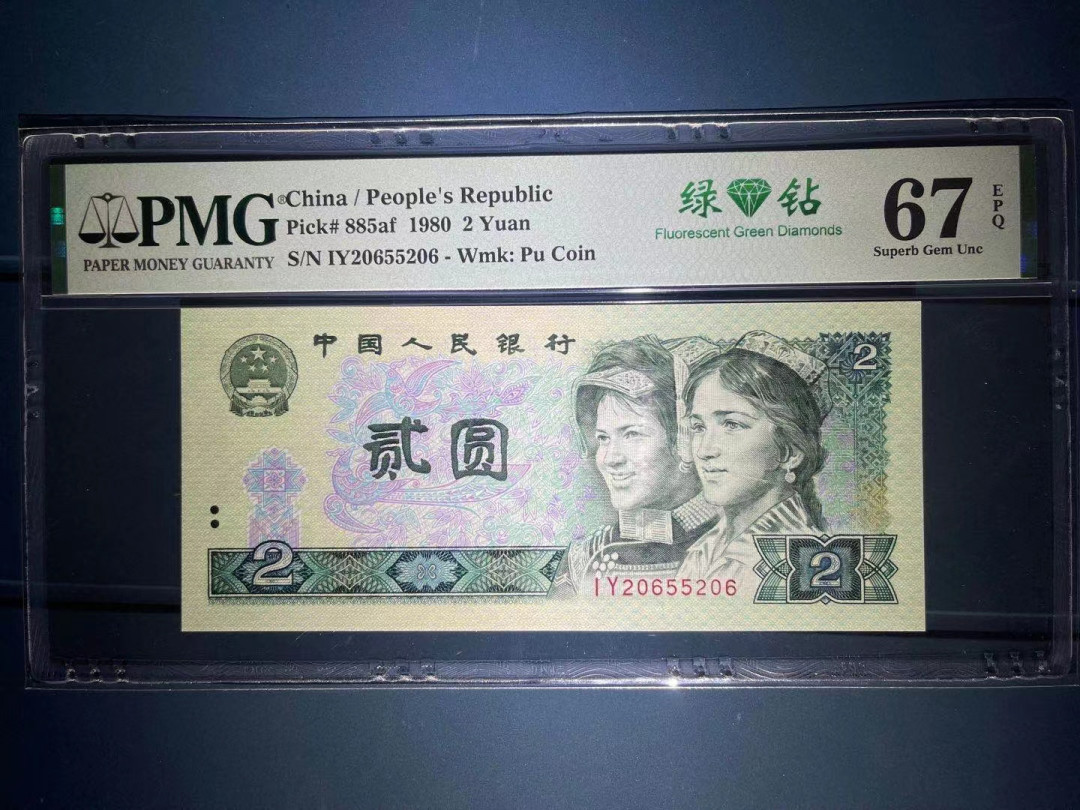 PMG®
PAPER MONEY GUARANTY
China / People's Republic
Pick# 885af 1980 2 Yuan
S/N IY20655206 - Wmk: Pu Coin
绿钻
Fluorescent Green Diamonds
67
EPQ
Superb Gem Unc
中国人民银行
2
贰圆
2
IY20655206
2